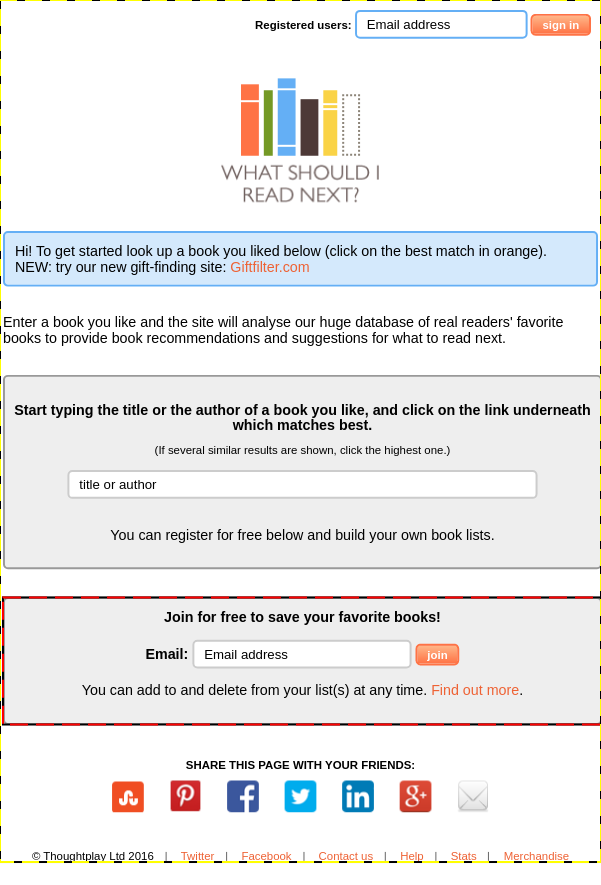 Registered users: Email address sign in
WHAT SHOULD I
READ NEXT?
Hi! To get started look up a book you liked below (click on the best match in orange).
NEW: try our new gift-finding site: Giftfilter.com
Enter a book you like and the site will analyse our huge database of real readers' favorite
books to provide book recommendations and suggestions for what to read next.
Start typing the title or the author of a book you like, and click on the link underneath
which matches best.
(If several similar results are shown, click the highest one.)
title or author
You can register for free below and build your own book lists.
Join for free to save your favorite books!
Email: Email address join
You can add to and delete from your list(s) at any time. Find out more.
SHARE THIS PAGE WITH YOUR FRIENDS:
© Thoughtplay Ltd 2016 | Twitter | Facebook | Contact us | Help | Stats | Merchandise